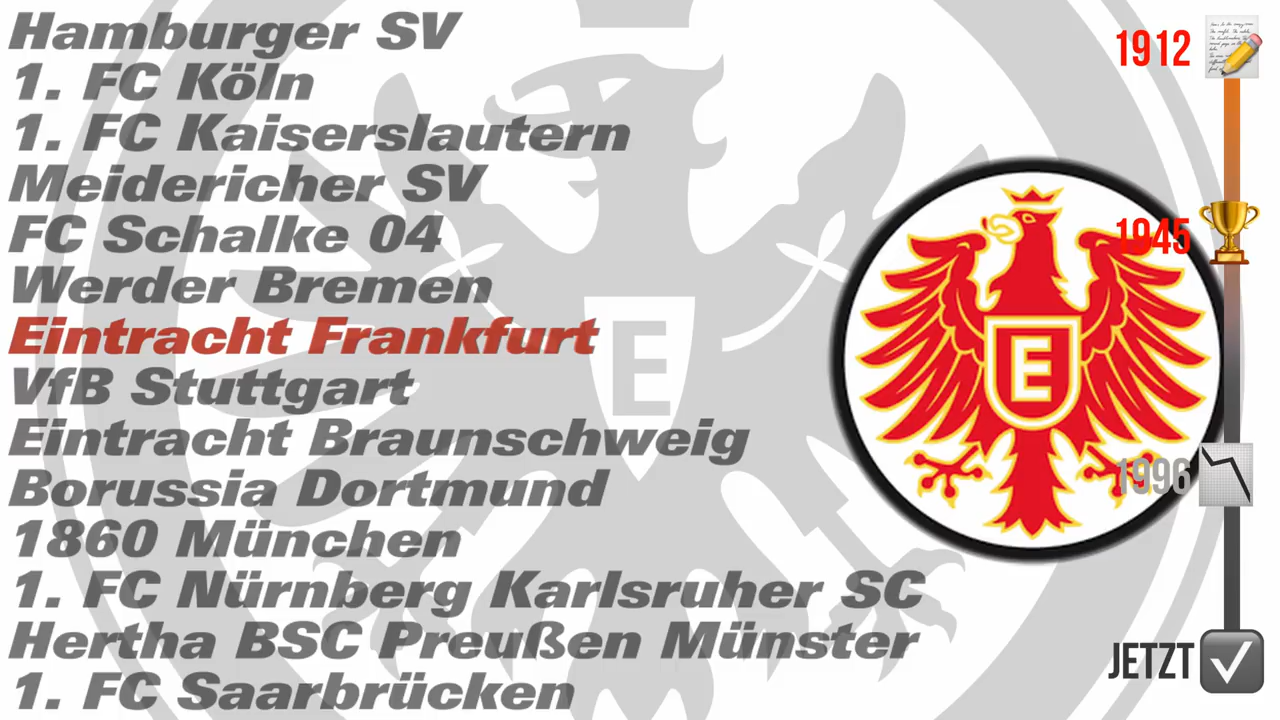 Hamburger SV
1. FC Köln
1. FC Kaiserslautern
Meidericher SV
FC Schalke 04
Werder Bremen
Eintracht Frankfurt
VfB Stuttgart
Eintracht Braunschweig
Borussia Dortmund
1860 München
1. FC Nürnberg Karlsruher SC
Hertha BSC Preußen Münster
1. FC Saarbrücken
E
E
1912
1945
1996
JETZT